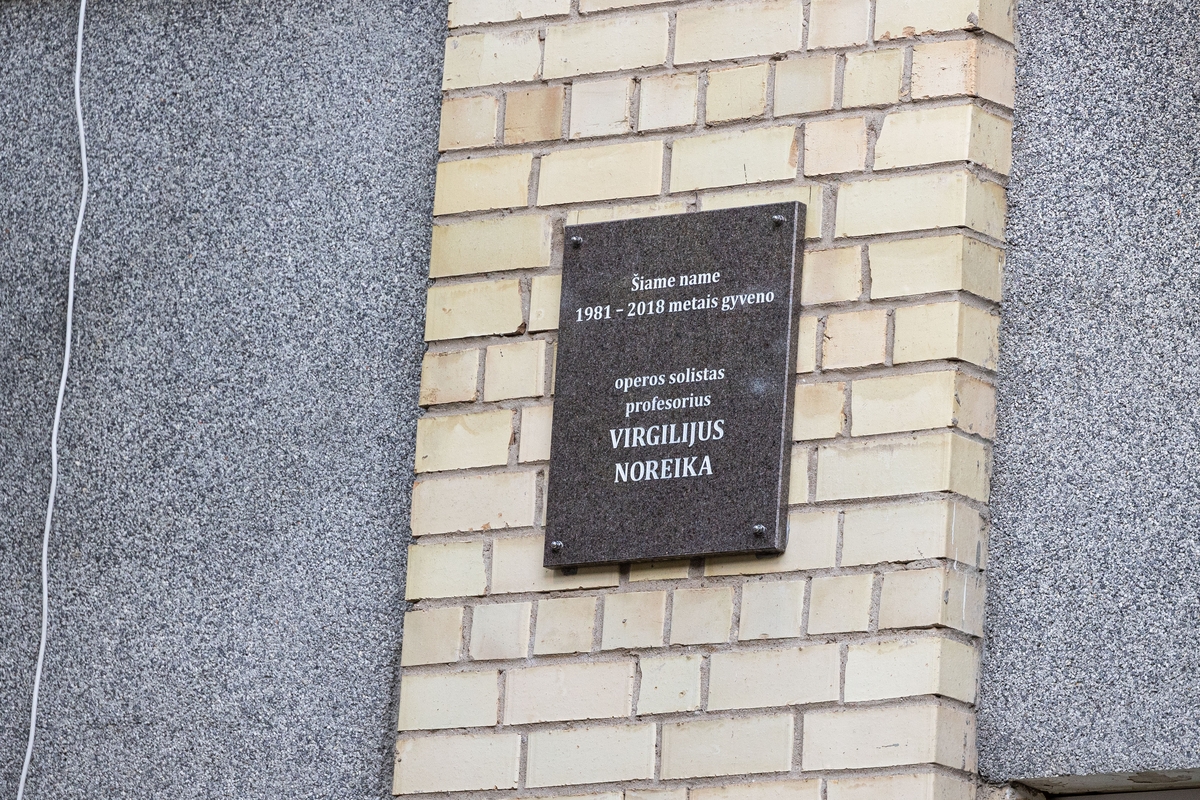 Šiame name
1981 – 2018 metais gyveno
operos solistas
profesorius
VIRGILIJUS
NOREIKA